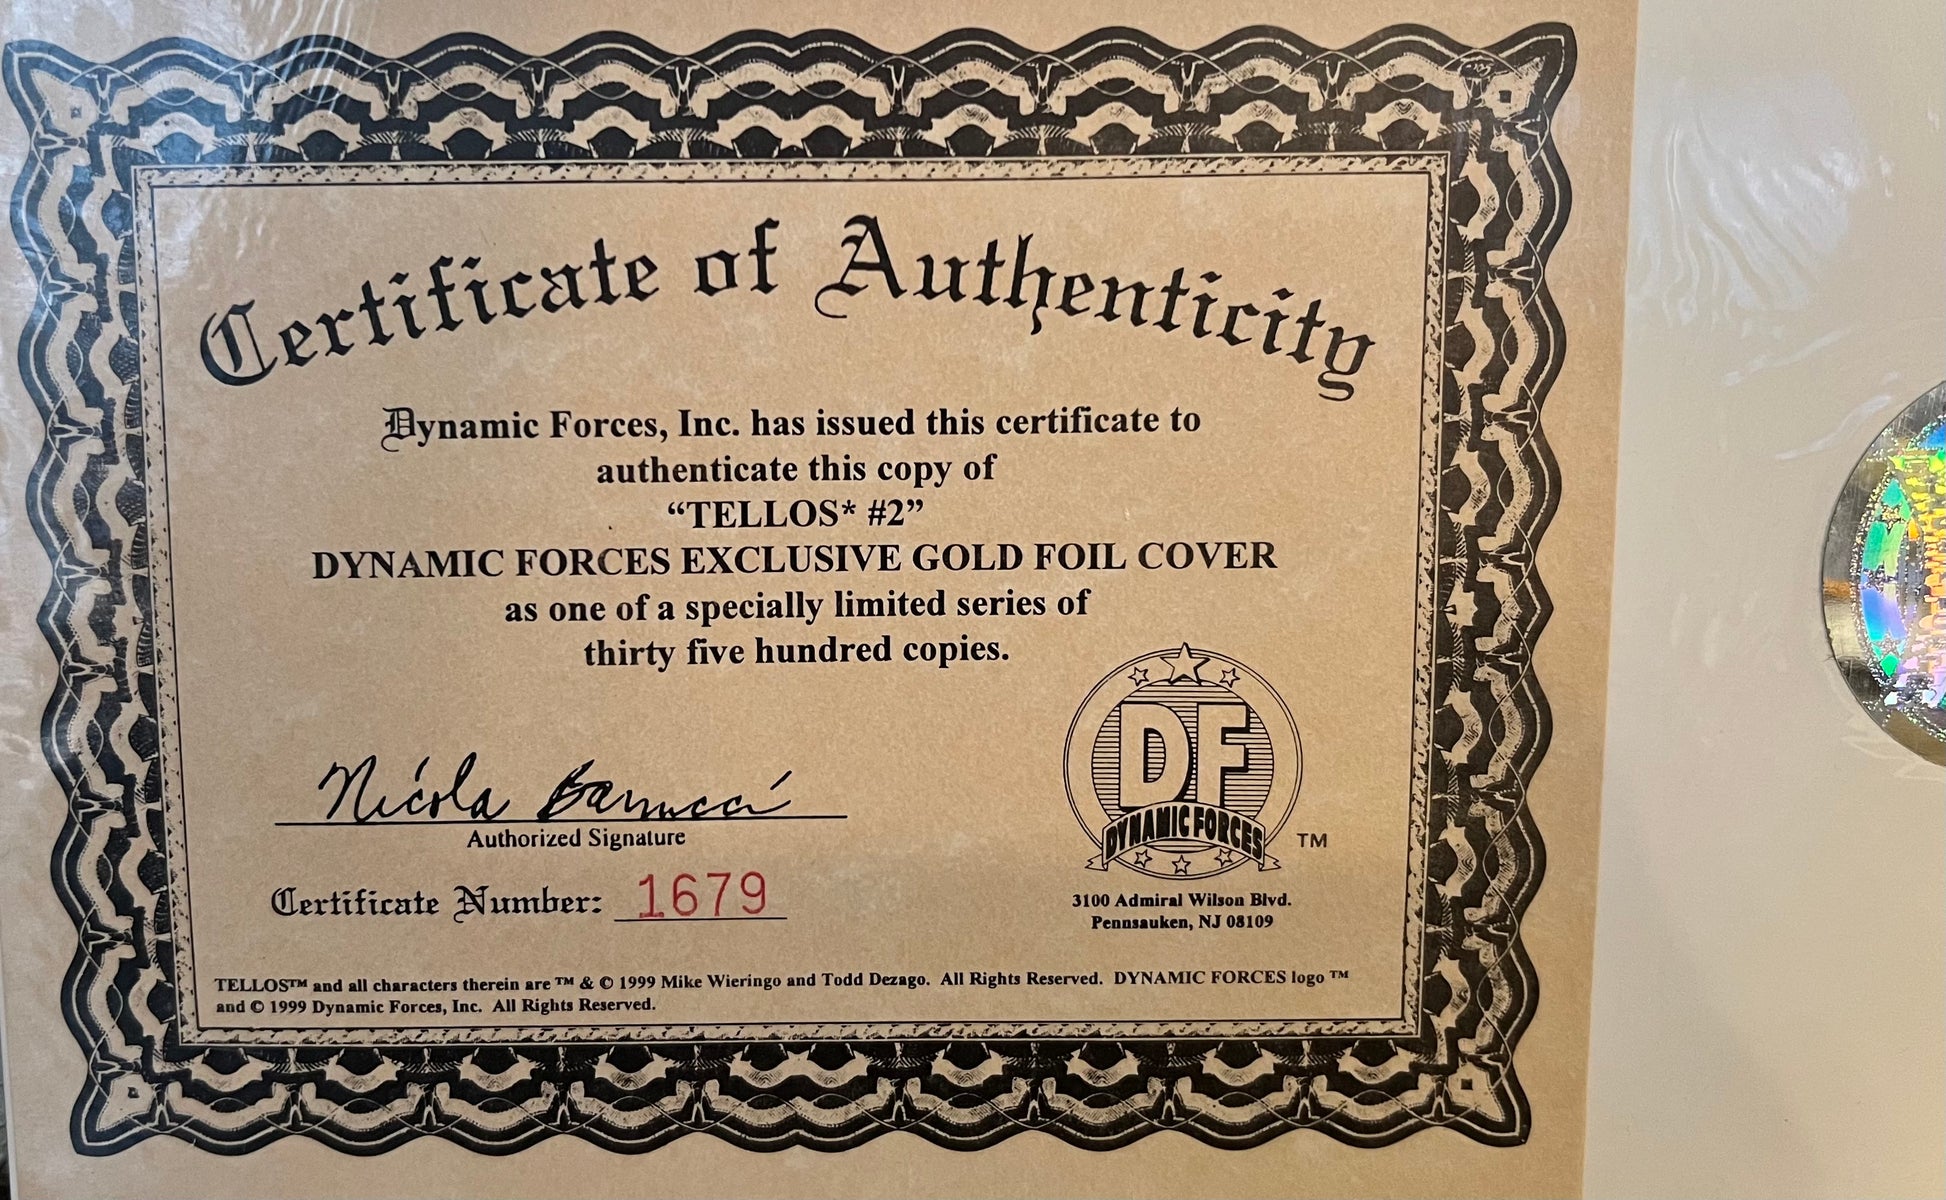 Certificate of Authenticity
Dynamic Forces, Inc. has issued this certificate to
authenticate this copy of
“TELLOS* #2”
DYNAMIC FORCES EXCLUSIVE GOLD FOIL COVER
as one of a specially limited series of
thirty five hundred copies.
Nicola Barrucci
Authorized Signature
Certificate Number: 1679
DF
DYNAMIC FORCES
TM
3100 Admiral Wilson Blvd.
Pennsauken, NJ 08109
TELLOS™ and all characters therein are ™ & © 1999 Mike Wieringo and Todd Dezago. All Rights Reserved. DYNAMIC FORCES logo ™
and © 1999 Dynamic Forces, Inc. All Rights Reserved.